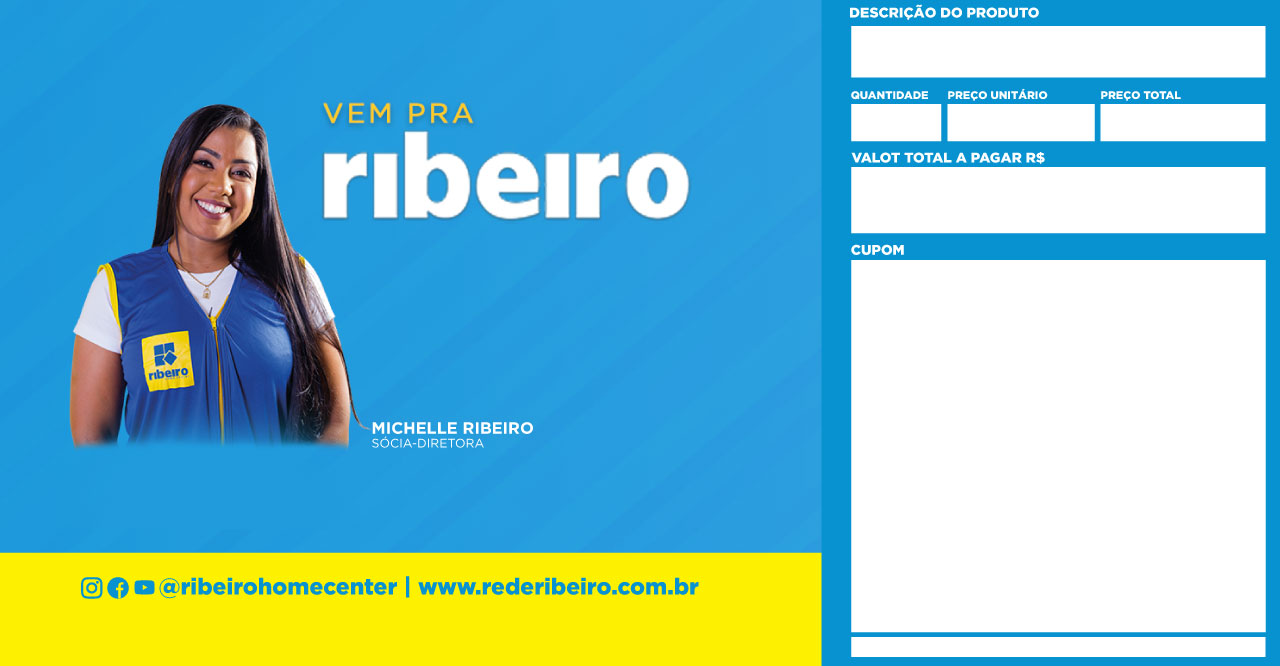 VEM PRA
ribeiro
ribeiro
MICHELLE RIBEIRO
SÓCIA-DIRETORA
@ribeirohomecenter | www.rederibeiro.com.br
DESCRIÇÃO DO PRODUTO
QUANTIDADE PREÇO UNITÁRIO PREÇO TOTAL
VALOT TOTAL A PAGAR R$
CUPOM